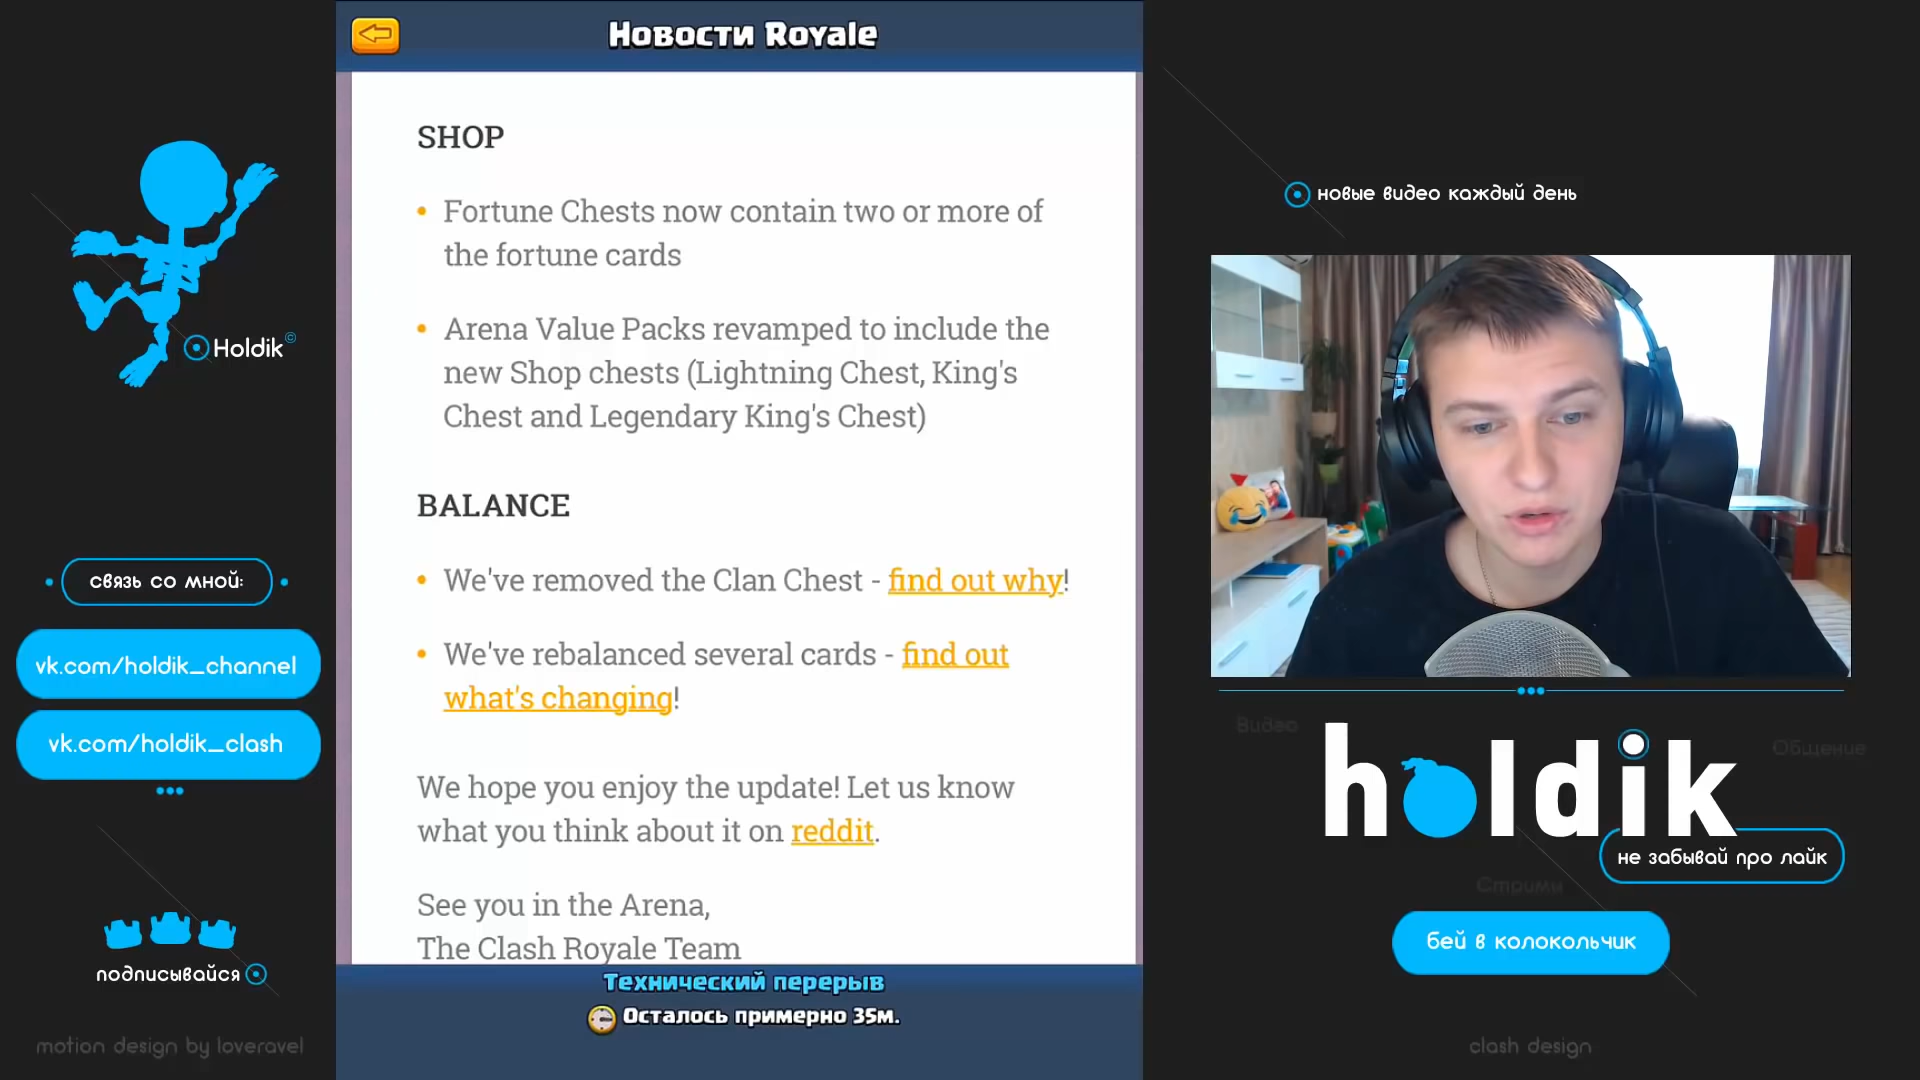 Новости Royale
SHOP
• Fortune Chests now contain two or more of
the fortune cards
• Arena Value Packs revamped to include the
new Shop chests (Lightning Chest, King's
Chest and Legendary King's Chest)
BALANCE
• We've removed the Clan Chest - find out why!
• We've rebalanced several cards - find out
what's changing!
We hope you enjoy the update! Let us know
what you think about it on reddit.
See you in the Arena,
The Clash Royale Team
Технический перерыв
Осталось примерно 35м.
Holdik©
связь со мной:
vk.com/holdik_channel
vk.com/holdik_clash
подписывайся
motion design by loveravel
новые видео каждый день
Видео
Общение
holdik
не забывай про лайк
Стримы
бей в колокольчик
clash design